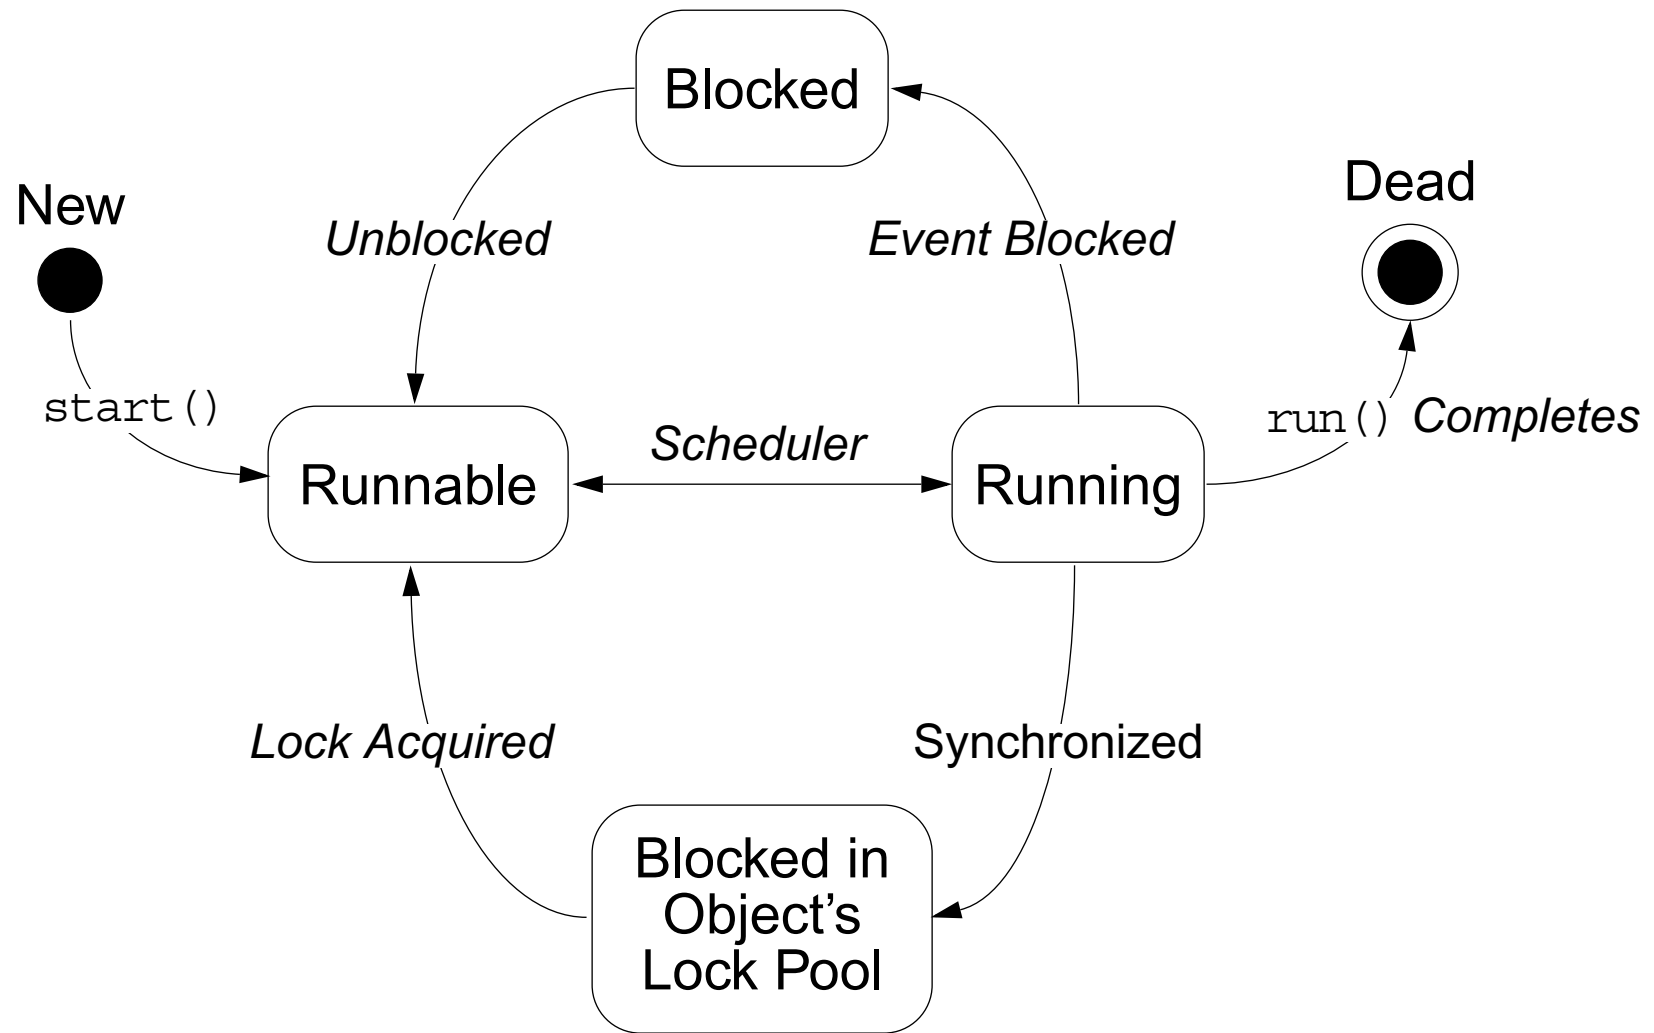 Blocked
New
Dead
Unblocked
Event Blocked
start()
run() Completes
Scheduler
Runnable
Running
Lock Acquired
Synchronized
Blocked in
Object’s
Lock Pool